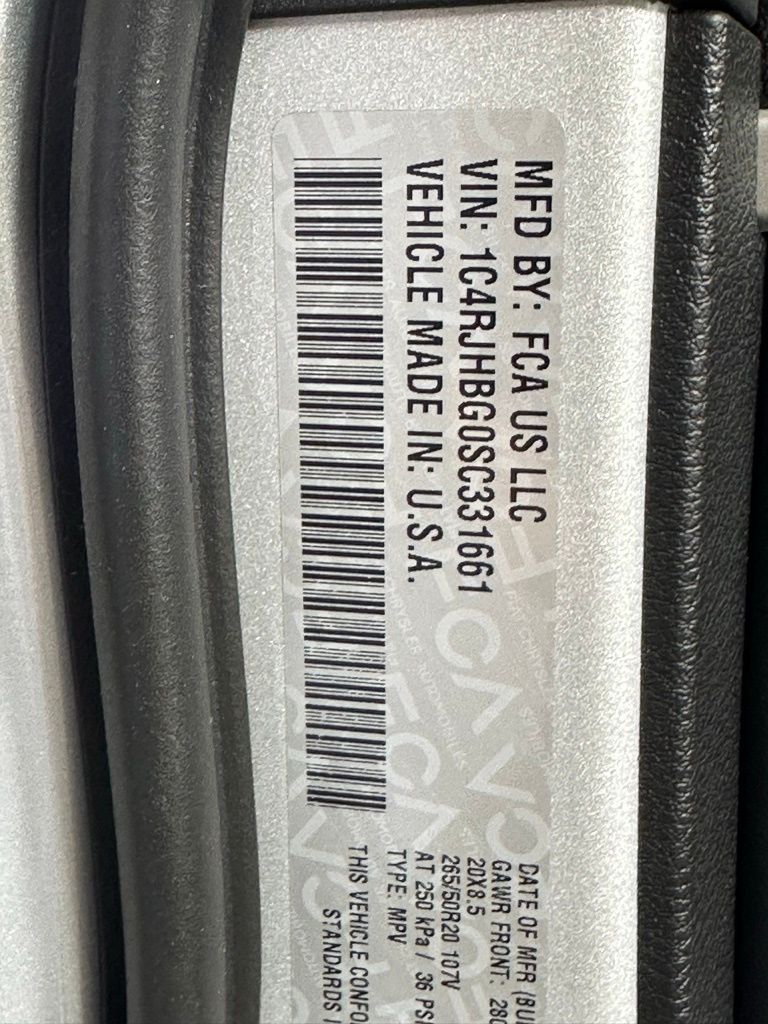 MFD BY: FCA US LLC
VIN: 1C4RJHBG0SC331661
VEHICLE MADE IN: U.S.A.
DATE OF MFR
GAWR FRONT:
20X8.5
265/50R20 107V
AT 250 kPa / 36 PSI
TYPE: MPV
THIS VEHICLE
STANDARDS
FCA